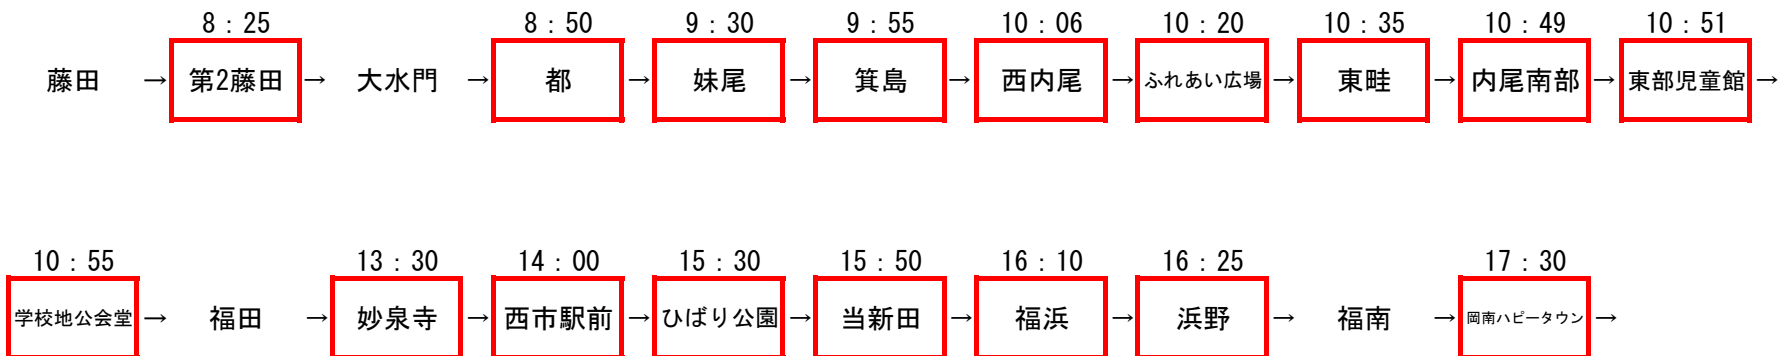 8：25 8：50 9：30 9：55 10：06 10：20 10：35 10：49 10：51
藤田 → 第2藤田 → 大水門 → 都 → 妹尾 → 箕島 → 西内尾 → ふれあい広場 → 東畦 → 内尾南部 → 東部児童館 →
10：55 13：30 14：00 15：30 15：50 16：10 16：25 17：30
学校地公会堂 → 福田 → 妙泉寺 → 西市駅前 → ひばり公園 → 当新田 → 福浜 → 浜野 → 福南 → 岡南ハピータウン →